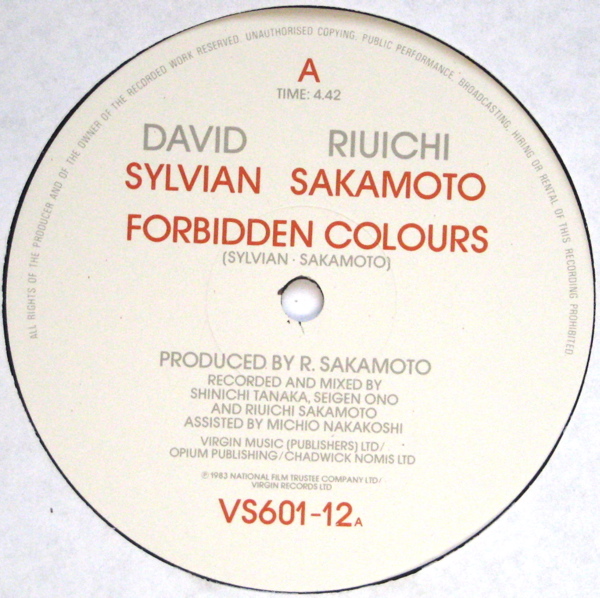 ALL RIGHTS OF THE PRODUCER AND OF THE OWNER OF THE RECORDED WORK RESERVED. UNAUTHORISED COPYING, PUBLIC PERFORMANCE, BROADCASTING, HIRING OR RENTAL OF THIS RECORDING PROHIBITED
A
TIME: 4.42
DAVID RIUICHI
SYLVIAN SAKAMOTO
FORBIDDEN COLOURS
(SYLVIAN · SAKAMOTO)
PRODUCED BY R. SAKAMOTO
RECORDED AND MIXED BY
SHINICHI TANAKA, SEIGEN ONO
AND RIUICHI SAKAMOTO
ASSISTED BY MICHIO NAKAKOSHI
VIRGIN MUSIC (PUBLISHERS) LTD/
OPIUM PUBLISHING/CHADWICK NOMIS LTD
℗ 1983 NATIONAL FILM TRUSTEE COMPANY LTD/
VIRGIN RECORDS LTD
VS601-12A